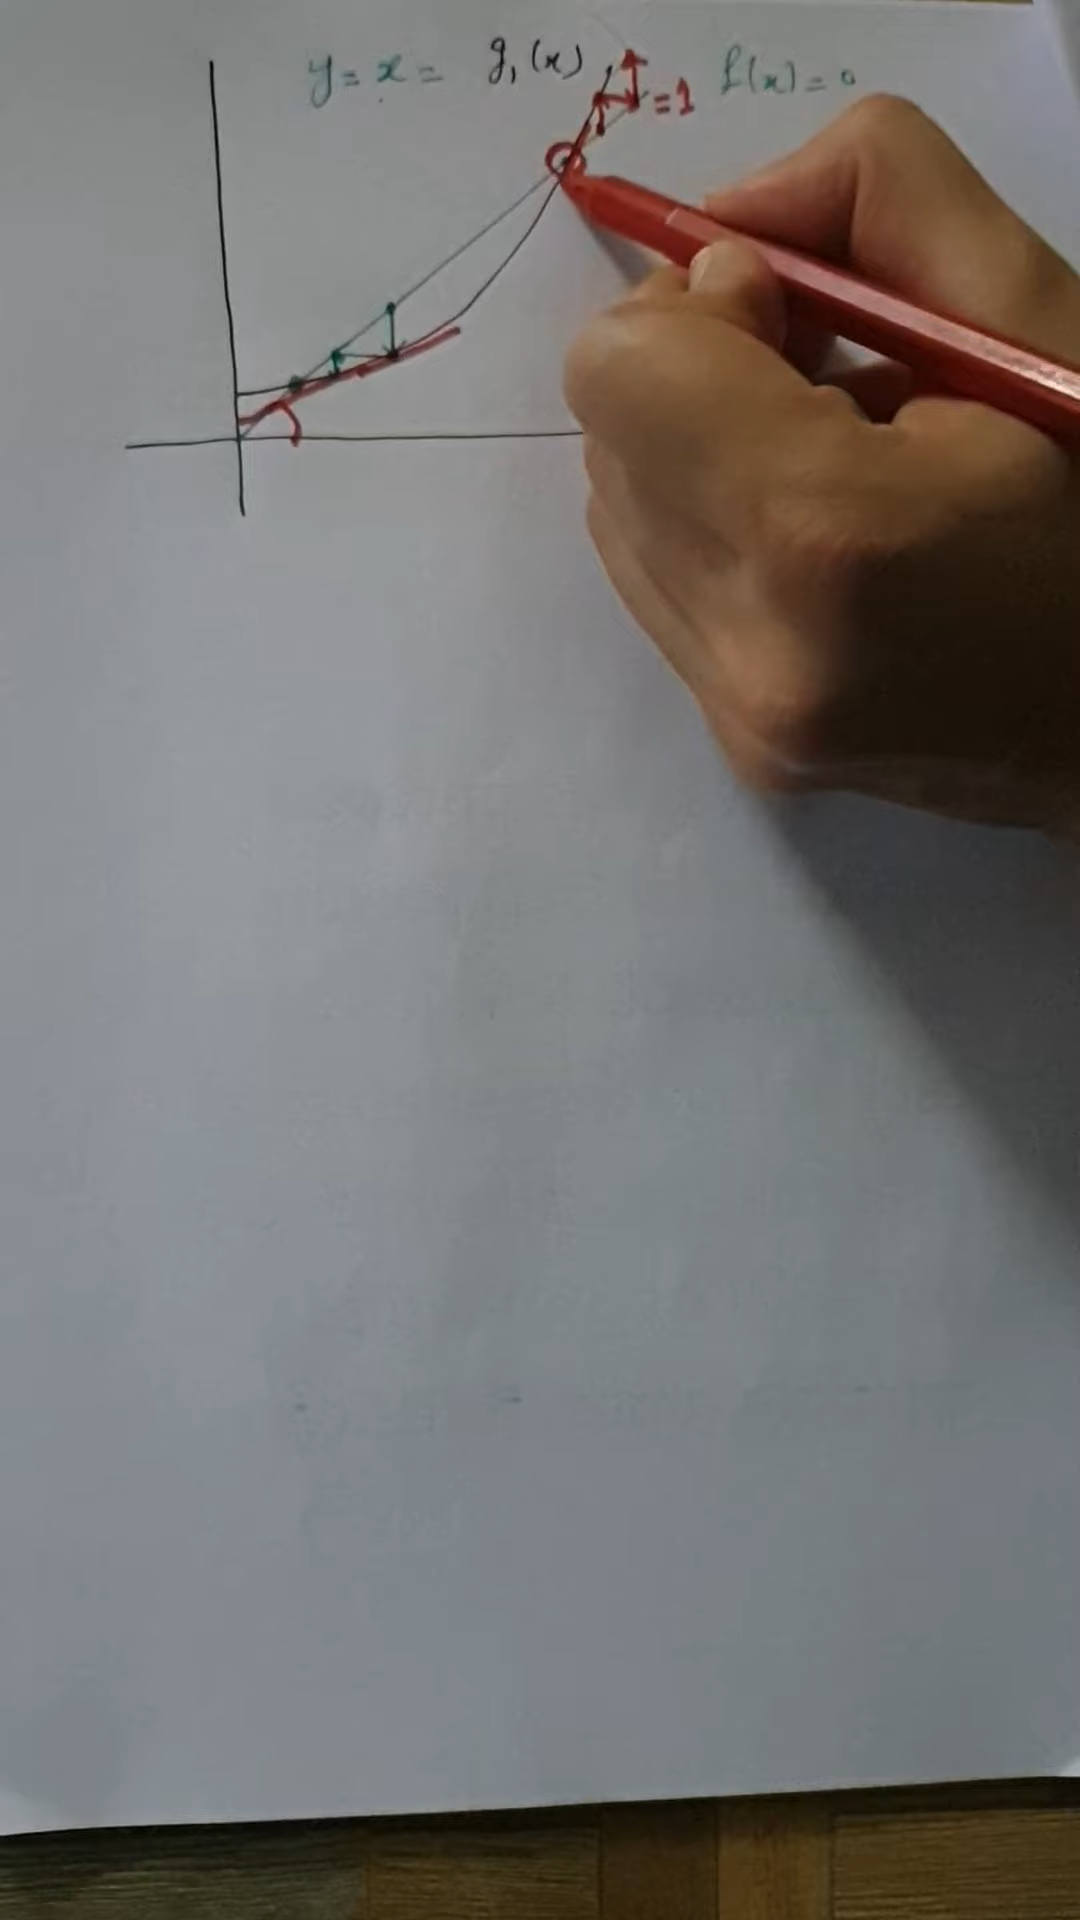 y = x = g₁(x) f(x) = 0
= 1